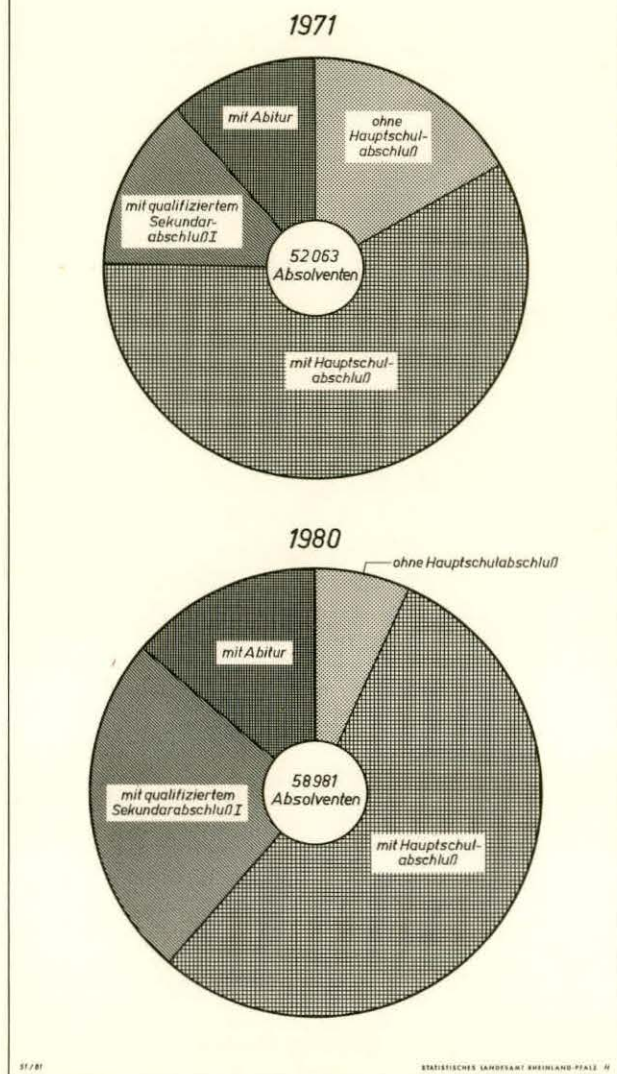 1971
mit Abitur
ohne
Hauptschul-
abschluß
mit qualifiziertem
Sekundar-
abschluß I
52 063
Absolventen
mit Hauptschul-
abschluß
1980
ohne Hauptschulabschluß
mit Abitur
mit qualifiziertem
Sekundarabschluß I
58 981
Absolventen
mit Hauptschul-
abschluß
51/81
STATISTISCHES LANDESAMT RHEINLAND-PFALZ